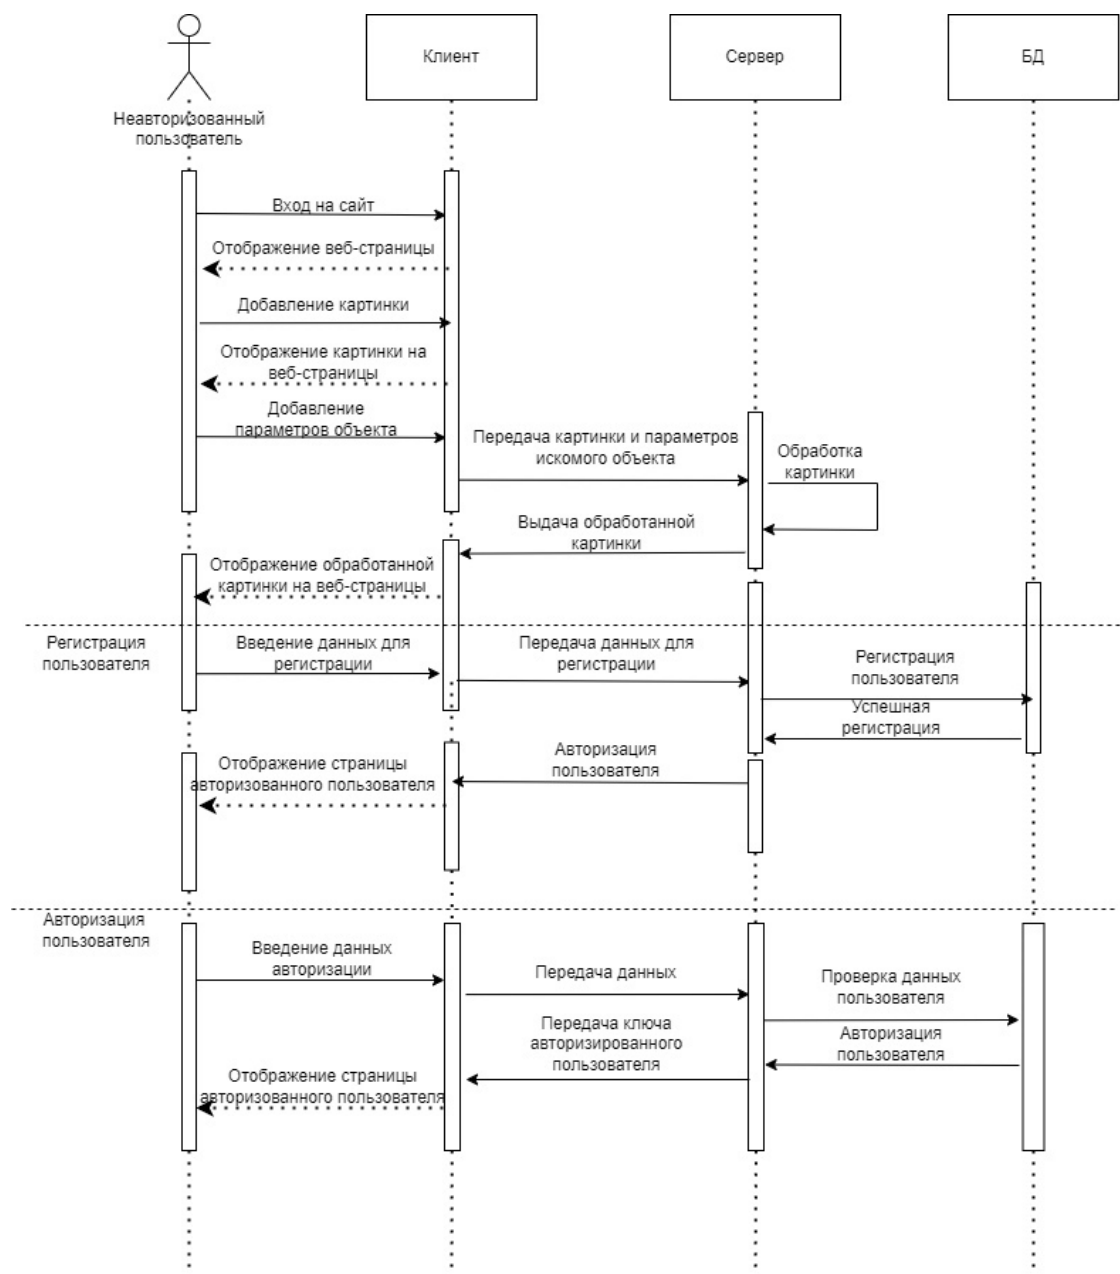 Клиент
Сервер
БД
Неавторизованный
пользователь
Вход на сайт
Отображение веб-страницы
Добавление картинки
Отображение картинки на
веб-страницы
Добавление
параметров объекта
Передача картинки и параметров
искомого объекта
Обработка
картинки
Выдача обработанной
картинки
Отображение обработанной
картинки на веб-страницы
Регистрация
пользователя
Введение данных для
регистрации
Передача данных для
регистрации
Регистрация
пользователя
Успешная
регистрация
Авторизация
пользователя
Отображение страницы
авторизованного пользователя
Авторизация
пользователя
Введение данных
авторизации
Передача данных
Проверка данных
пользователя
Передача ключа
авторизированного
пользователя
Авторизация
пользователя
Отображение страницы
авторизованного пользователя